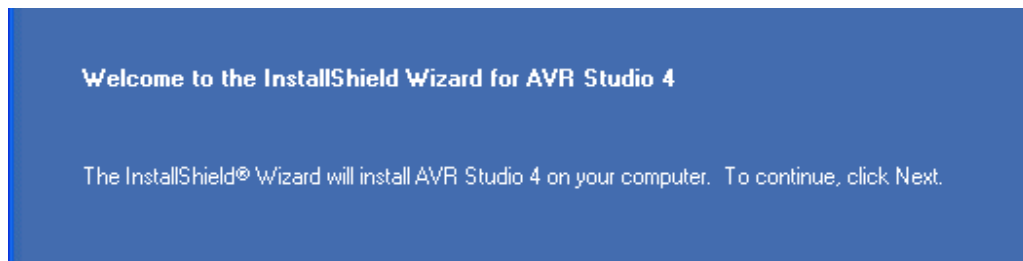 Welcome to the InstallShield Wizard for AVR Studio 4
The InstallShield® Wizard will install AVR Studio 4 on your computer.  To continue, click Next.